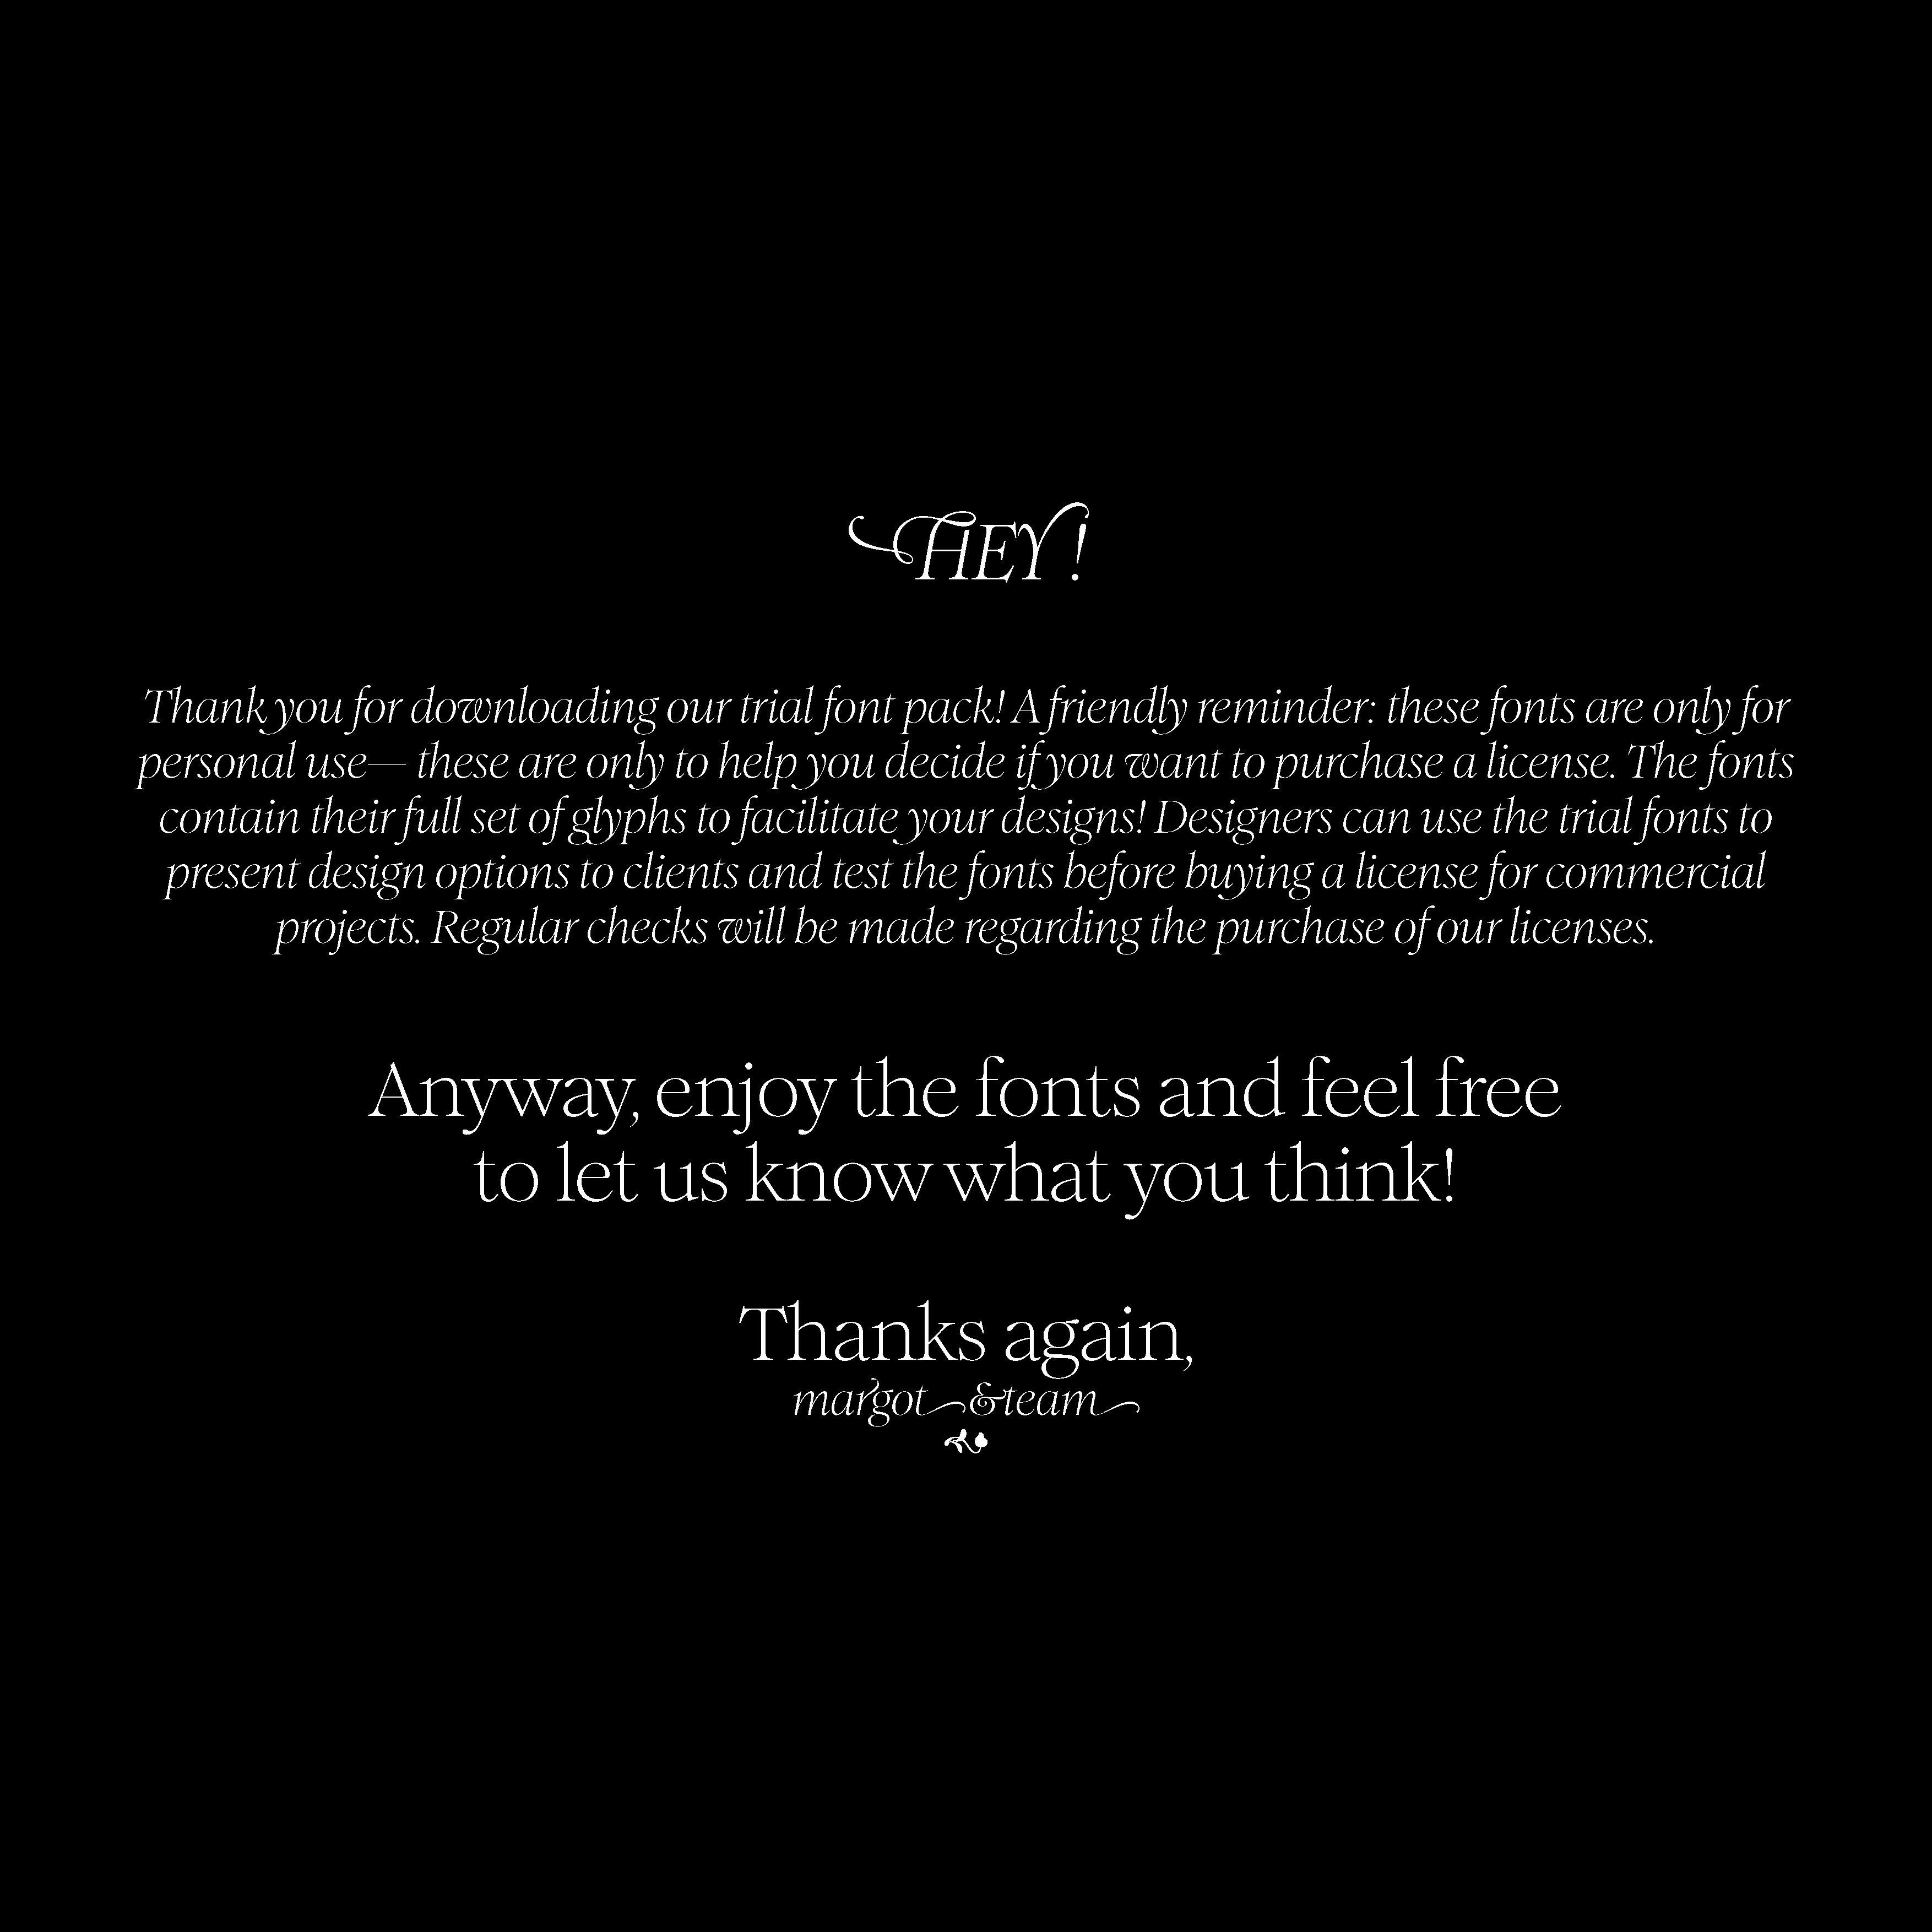 HEY!
Thank you for downloading our trial font pack! A friendly reminder: these fonts are only for
personal use— these are only to help you decide if you want to purchase a license. The fonts
contain their full set of glyphs to facilitate your designs! Designers can use the trial fonts to
present design options to clients and test the fonts before buying a license for commercial
projects. Regular checks will be made regarding the purchase of our licenses.
Anyway, enjoy the fonts and feel free
to let us know what you think!
Thanks again,
margot & team